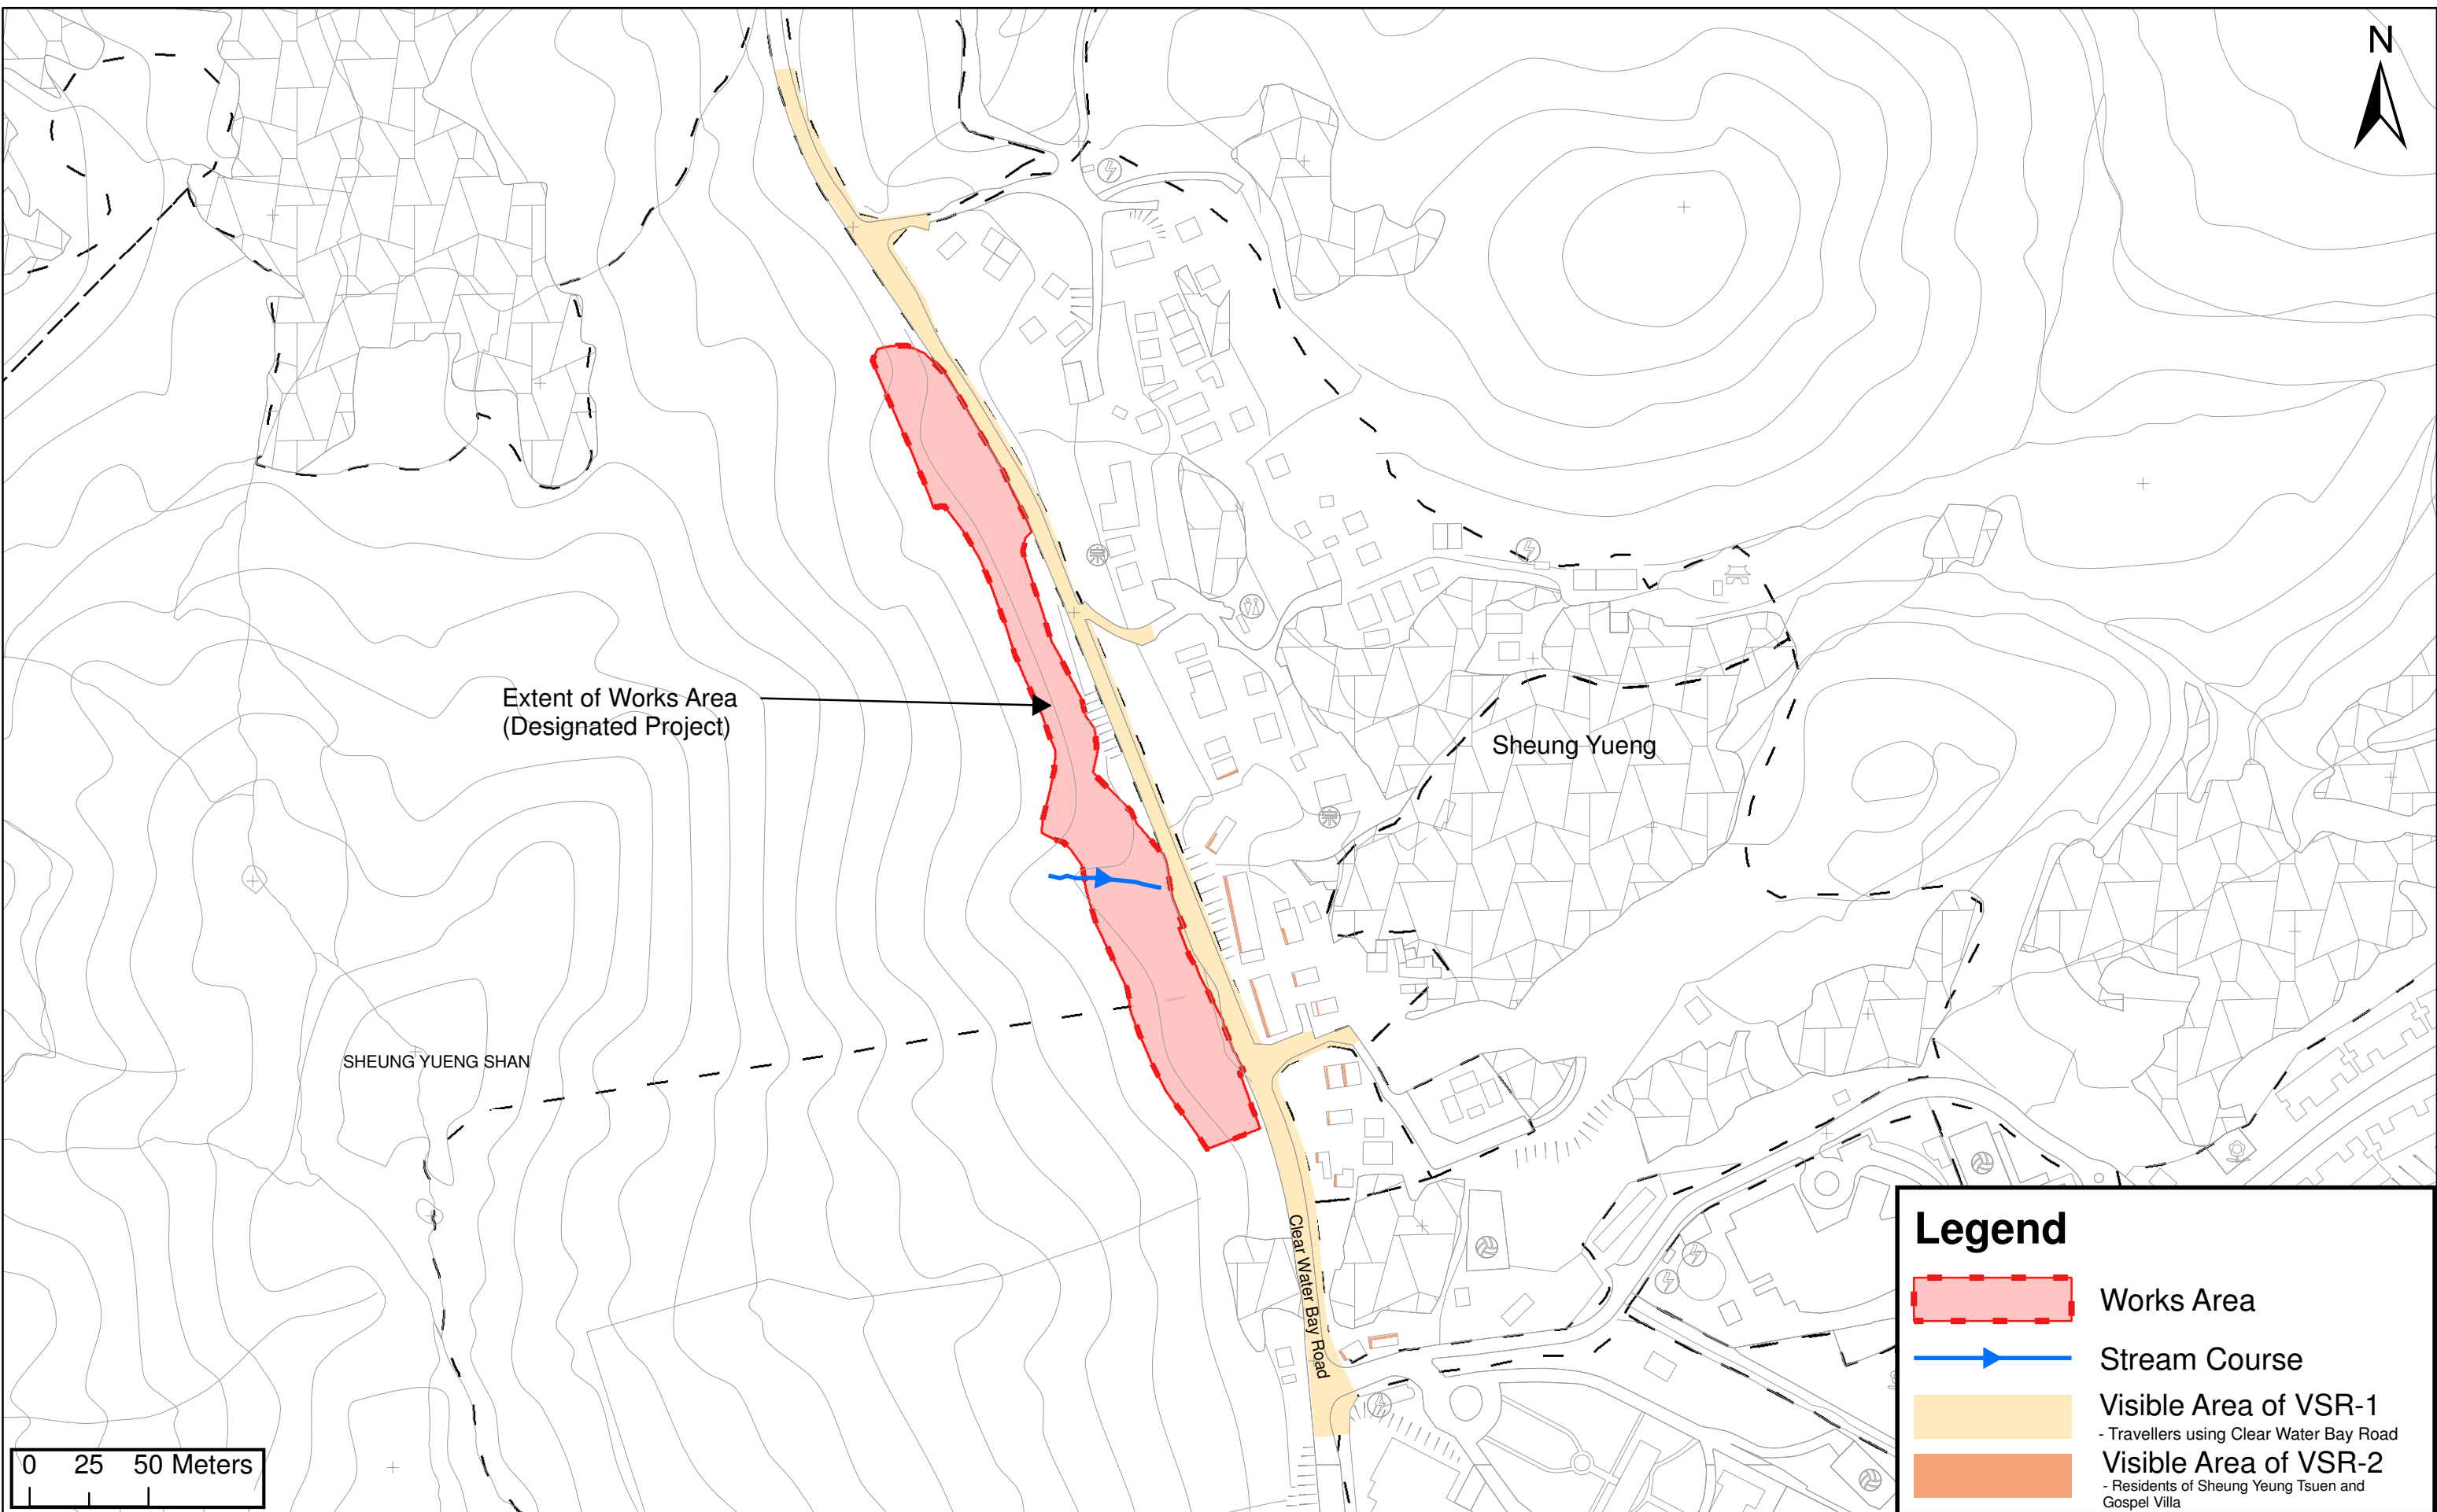 N
Extent of Works Area
(Designated Project)
Sheung Yueng
SHEUNG YUENG SHAN
Clear Water Bay Road
Legend
Works Area
Stream Course
Visible Area of VSR-1
- Travellers using Clear Water Bay Road
Visible Area of VSR-2
- Residents of Sheung Yeung Tsuen and
Gospel Villa
0 25 50 Meters